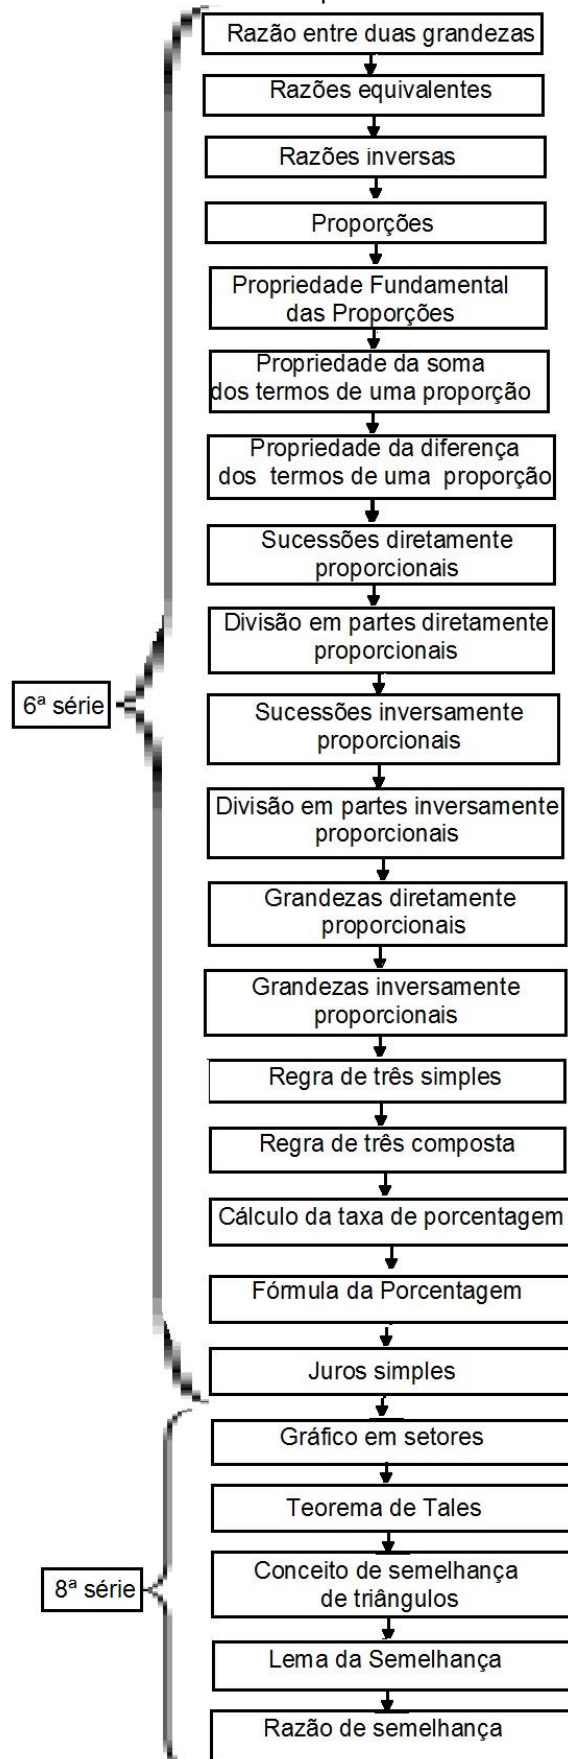 Razão entre duas grandezas
Razões equivalentes
Razões inversas
Proporções
Propriedade Fundamental
das Proporções
Propriedade da soma
dos termos de uma proporção
Propriedade da diferença
dos termos de uma proporção
Sucessões diretamente
proporcionais
Divisão em partes diretamente
proporcionais
6ª série
Sucessões inversamente
proporcionais
Divisão em partes inversamente
proporcionais
Grandezas diretamente
proporcionais
Grandezas inversamente
proporcionais
Regra de três simples
Regra de três composta
Cálculo da taxa de porcentagem
Fórmula da Porcentagem
Juros simples
Gráfico em setores
Teorema de Tales
8ª série
Conceito de semelhança
de triângulos
Lema da Semelhança
Razão de semelhança